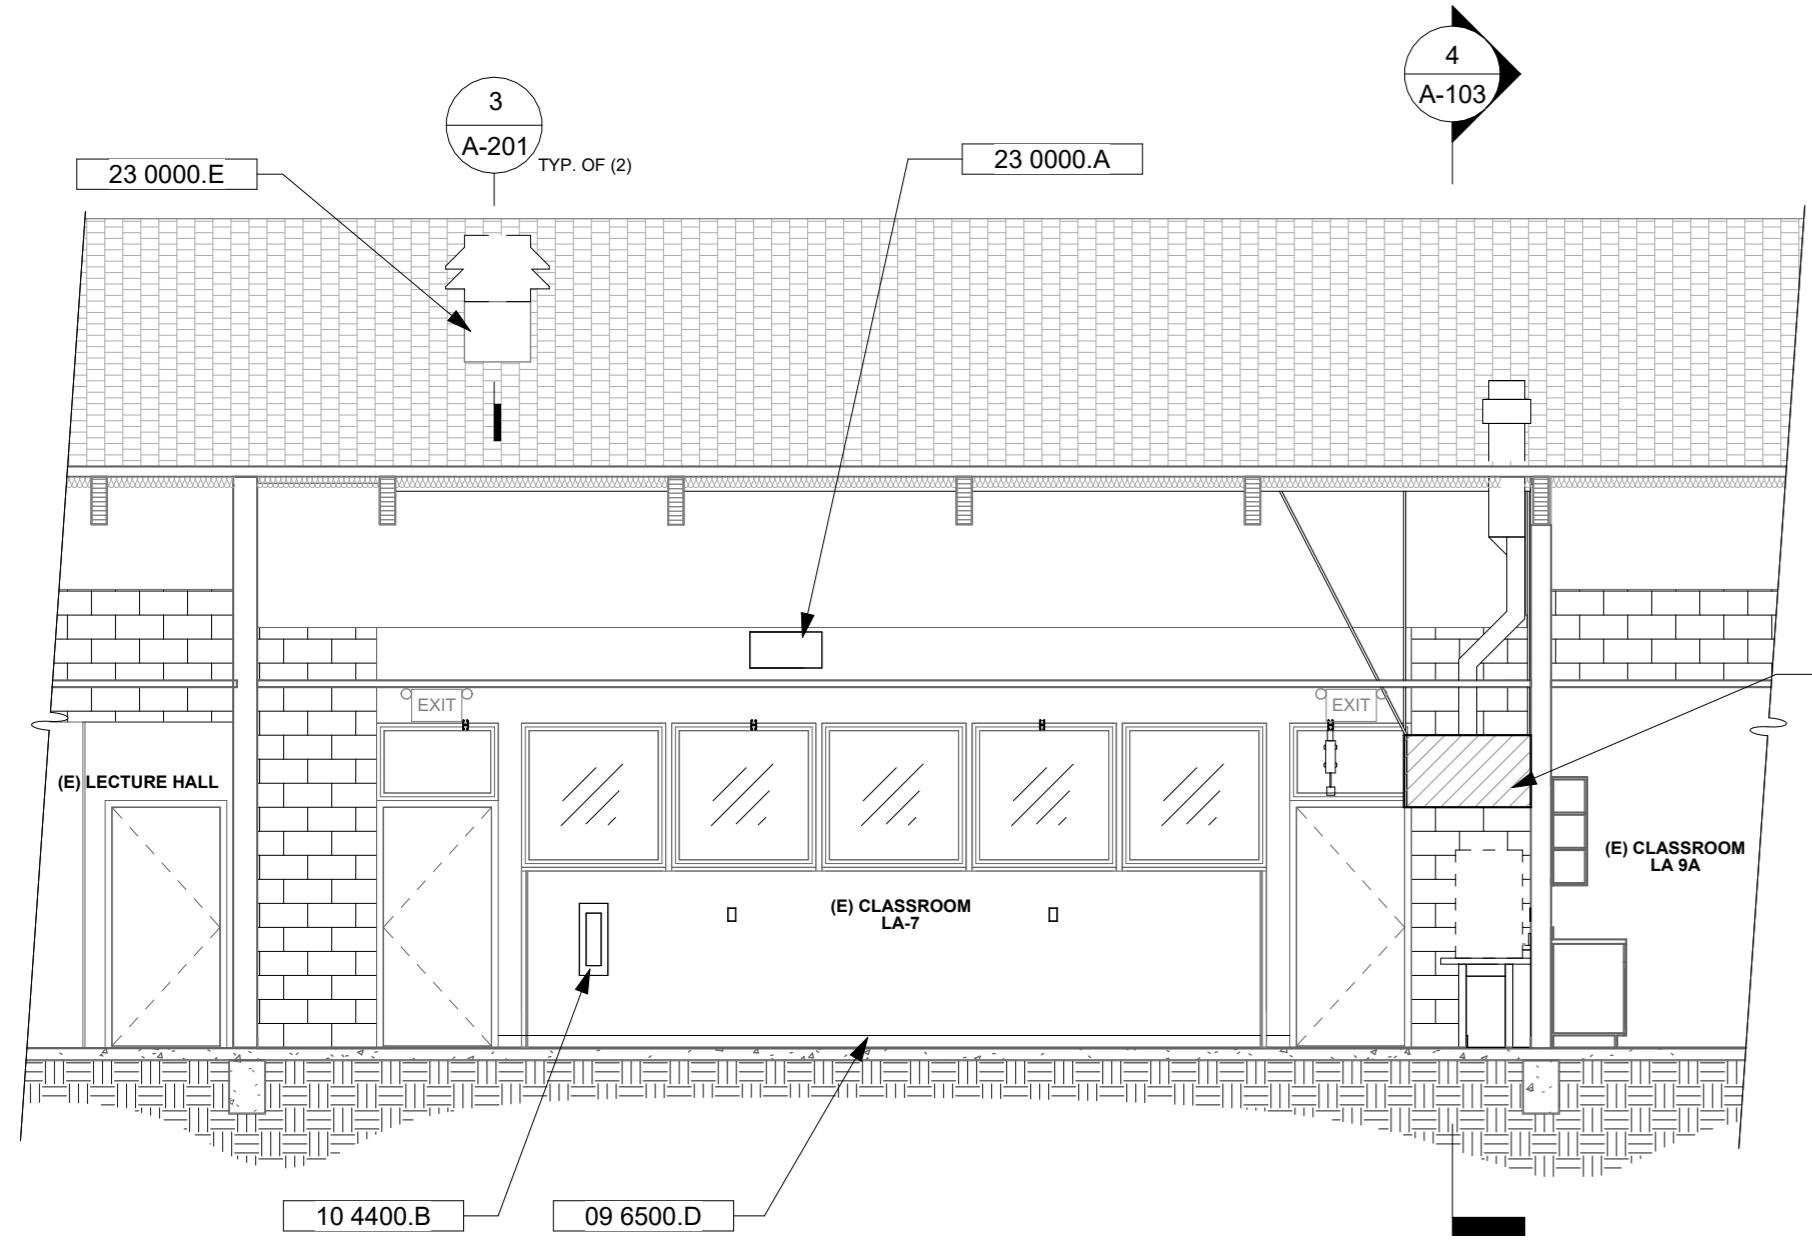 3
A-201
TYP. OF (2)
4
A-103
23 0000.E
23 0000.A
EXIT
EXIT
(E) LECTURE HALL
(E) CLASSROOM
LA 9A
(E) CLASSROOM
LA-7
10 4400.B
09 6500.D